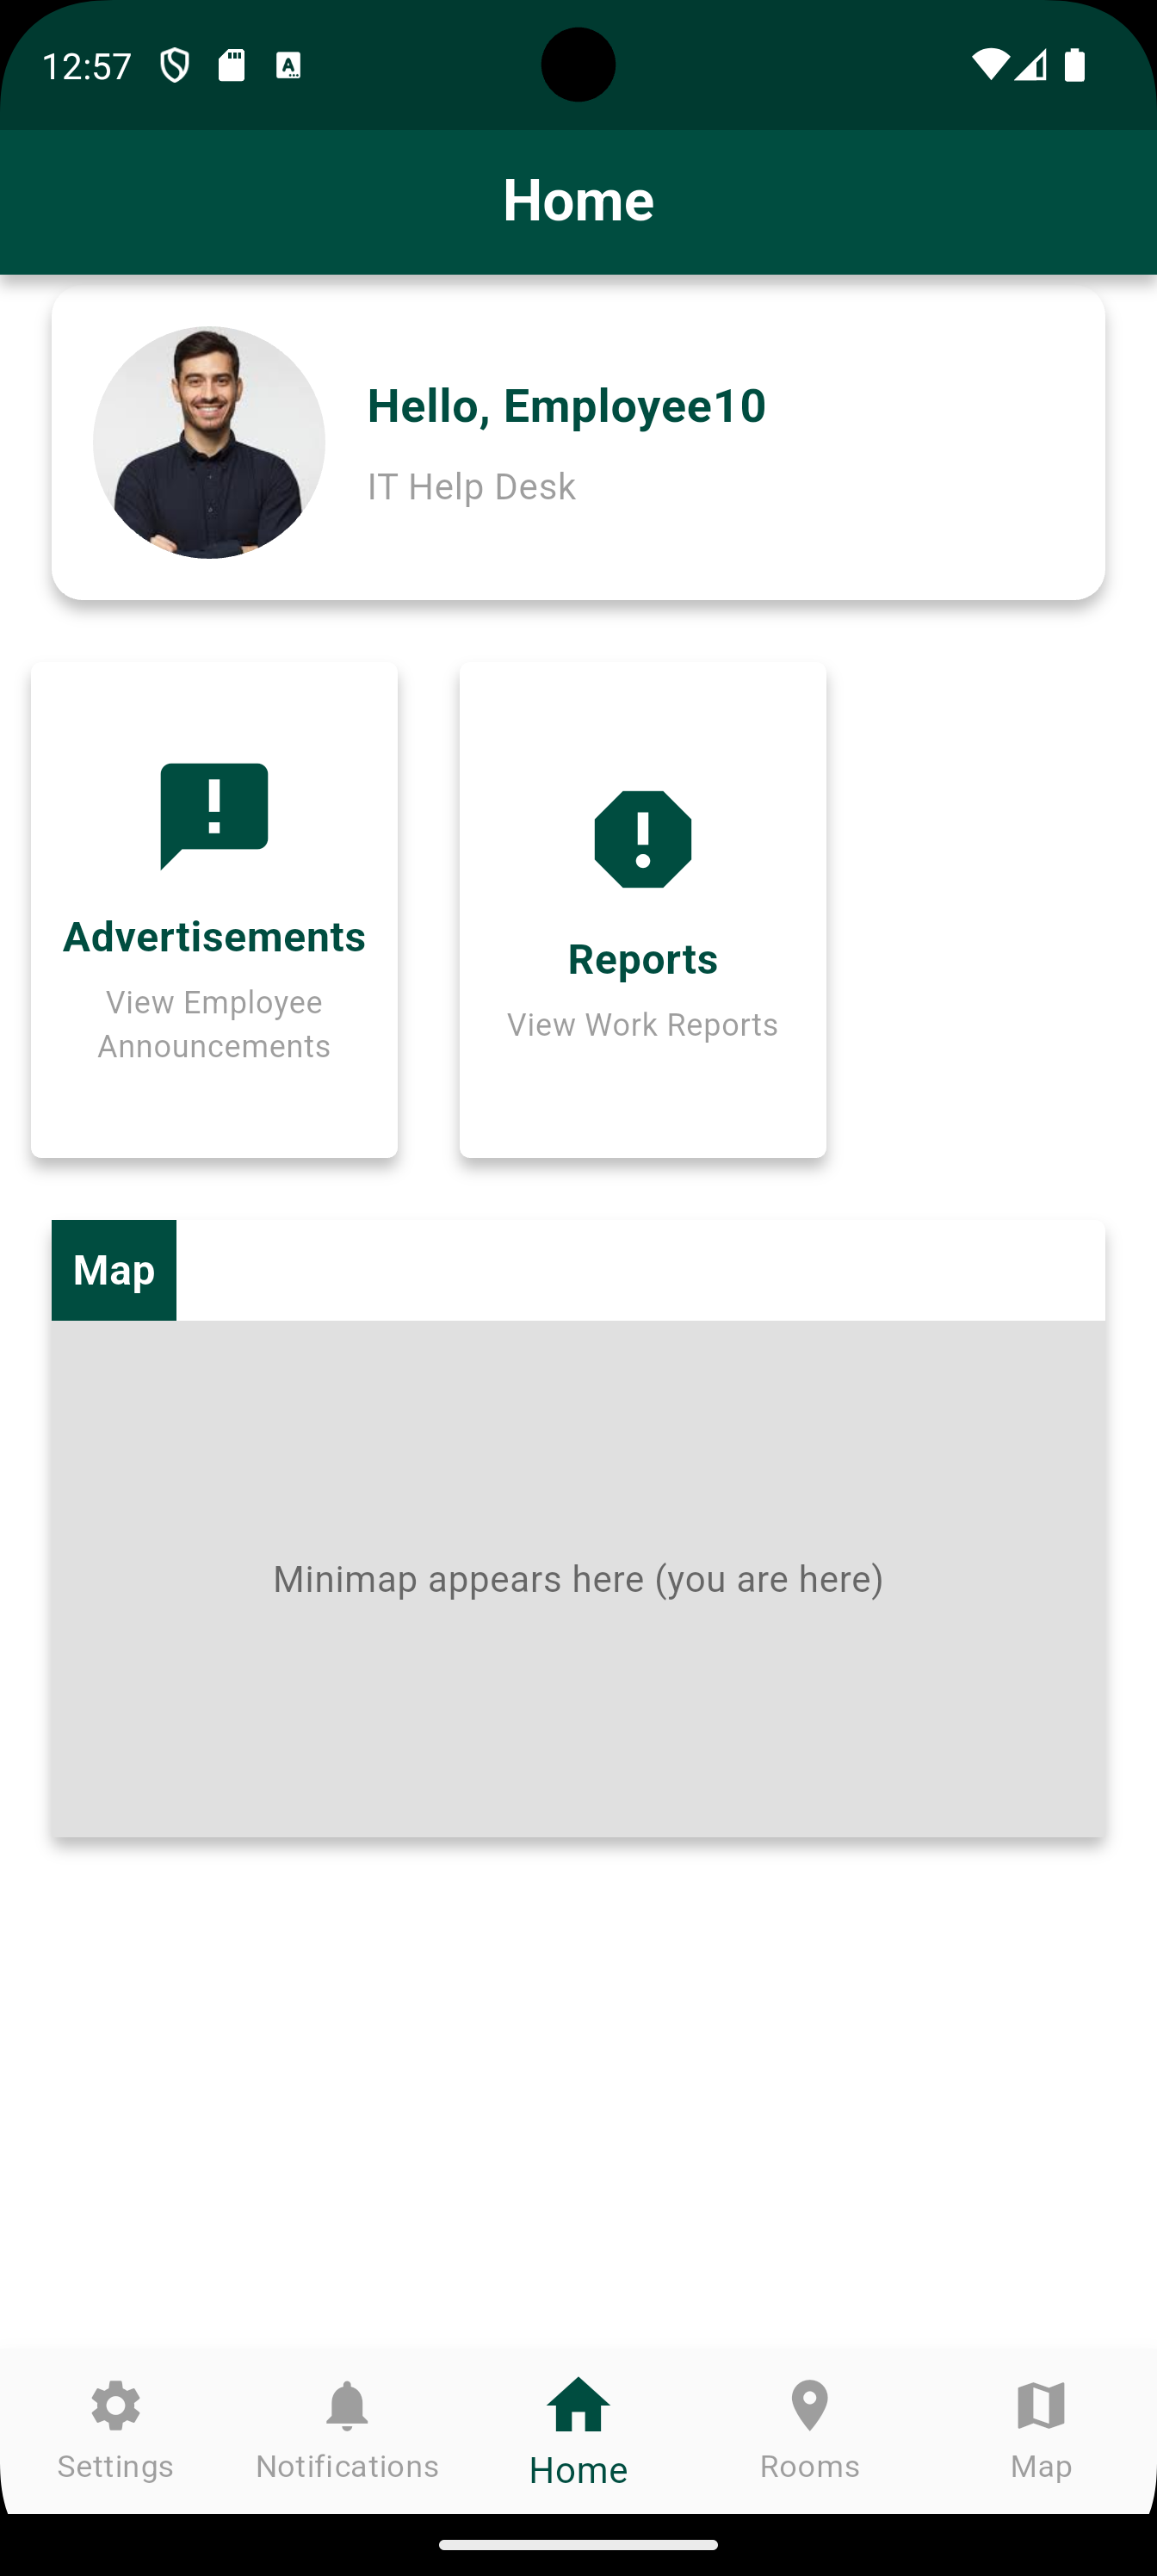 12:57
Home
Hello, Employee10
IT Help Desk
Advertisements
View Employee
Announcements
Reports
View Work Reports
Map
Minimap appears here (you are here)
Settings
Notifications
Home
Rooms
Map